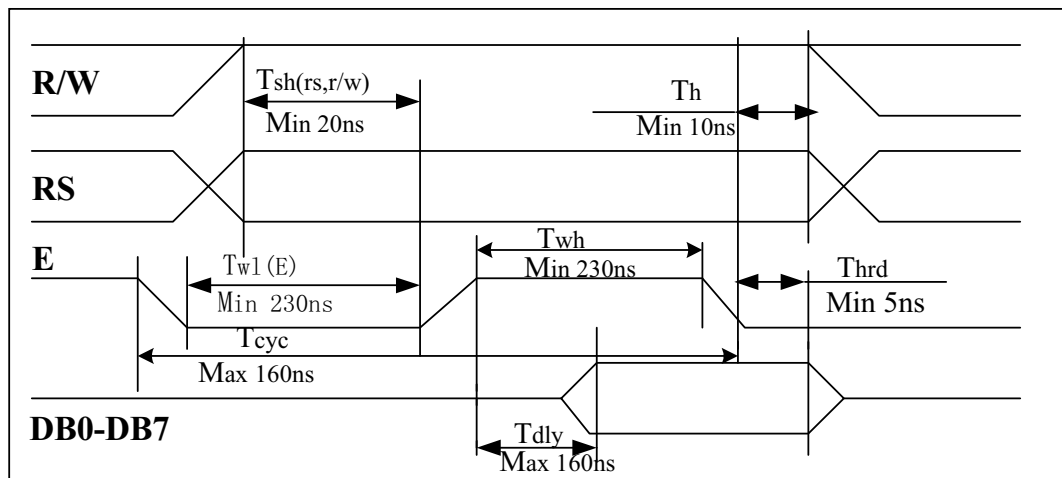 R/W
Tsh(rs,r/w)
Min 20ns
Th
Min 10ns
RS
E
Tw1(E)
Min 230ns
Twh
Min 230ns
Thrd
Min 5ns
Tcyc
Max 160ns
DB0-DB7
Tdly
Max 160ns